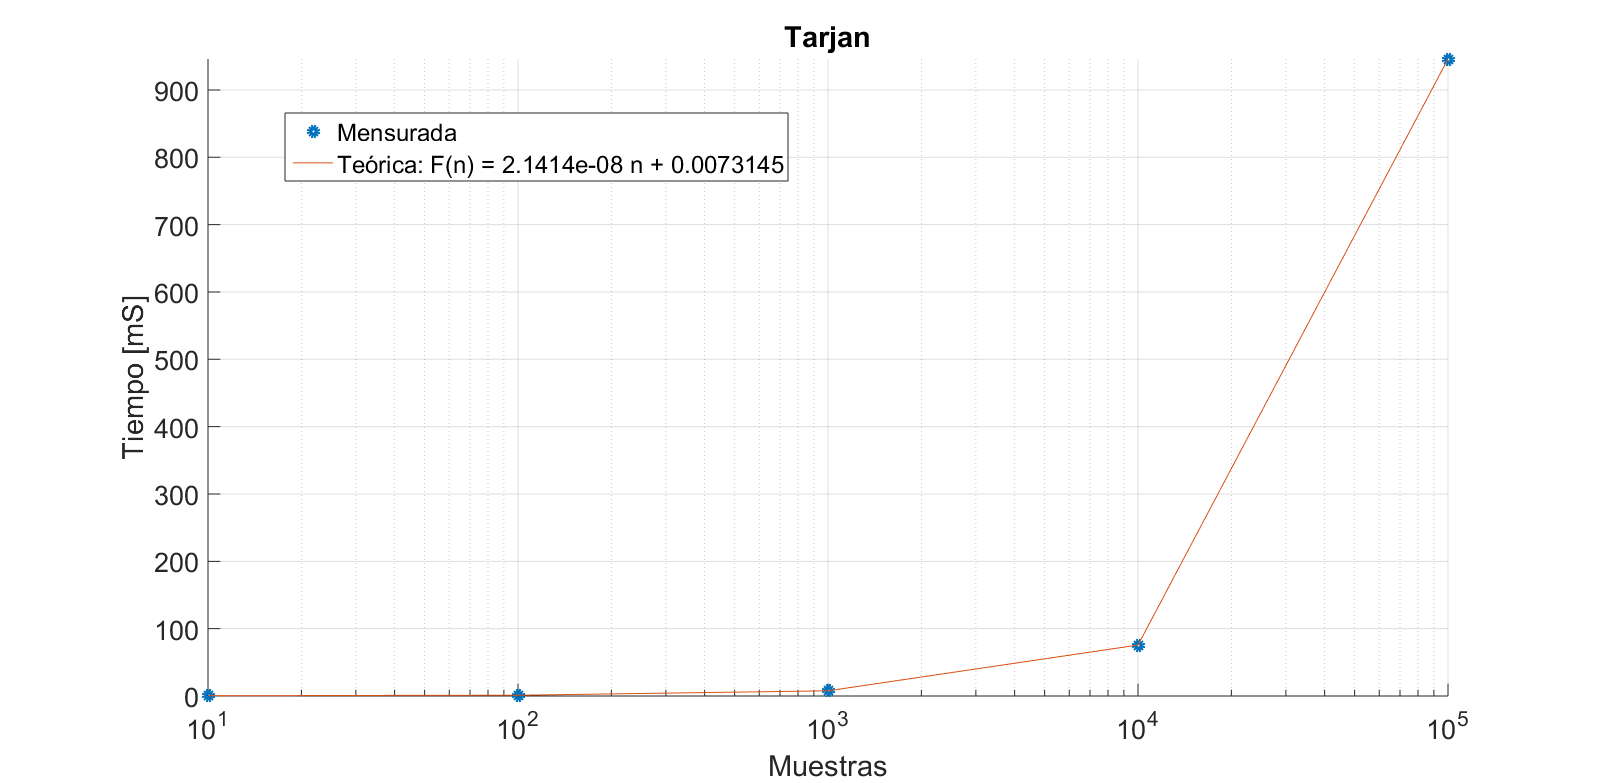 Tarjan
Mensurada
Teórica: F(n) = 2.1414e-08 n + 0.0073145
Tiempo [mS]
900
800
700
600
500
400
300
200
100
0
10^1 10^2 10^3 10^4 10^5
Muestras